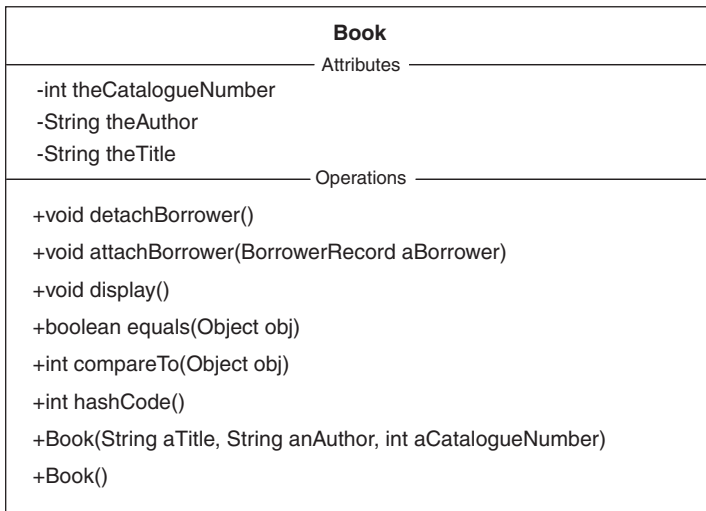 Book
Attributes
-int theCatalogueNumber
-String theAuthor
-String theTitle
Operations
+void detachBorrower()
+void attachBorrower(BorrowerRecord aBorrower)
+void display()
+boolean equals(Object obj)
+int compareTo(Object obj)
+int hashCode()
+Book(String aTitle, String anAuthor, int aCatalogueNumber)
+Book()